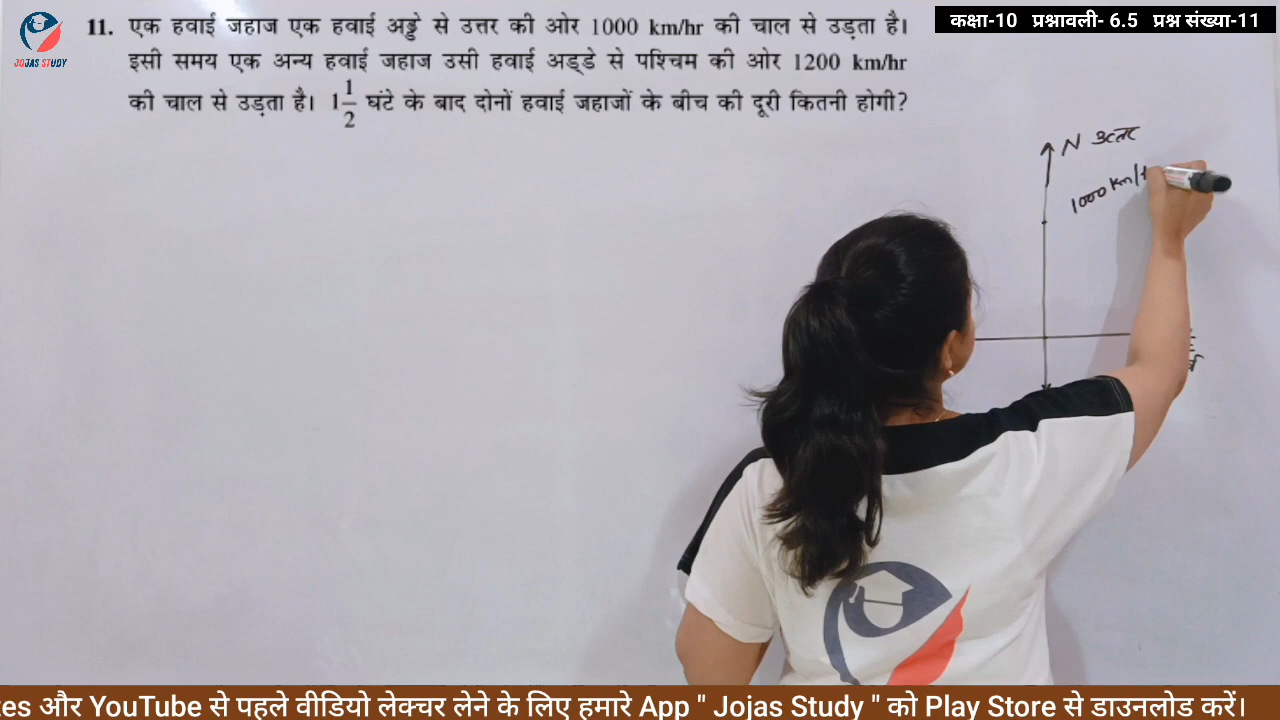 JOJAS STUDY
कक्षा-10 प्रश्नावली- 6.5 प्रश्न संख्या-11
11. एक हवाई जहाज एक हवाई अड्डे से उत्तर की ओर 1000 km/hr की चाल से उड़ता है।
इसी समय एक अन्य हवाई जहाज उसी हवाई अड्डे से पश्चिम की ओर 1200 km/hr
की चाल से उड़ता है। 1 1/2 घंटे के बाद दोनों हवाई जहाजों के बीच की दूरी कितनी होगी?
N उत्तर
1000 km/
es और YouTube से पहले वीडियो लेक्चर लेने के लिए हमारे App " Jojas Study " को Play Store से डाउनलोड करें।